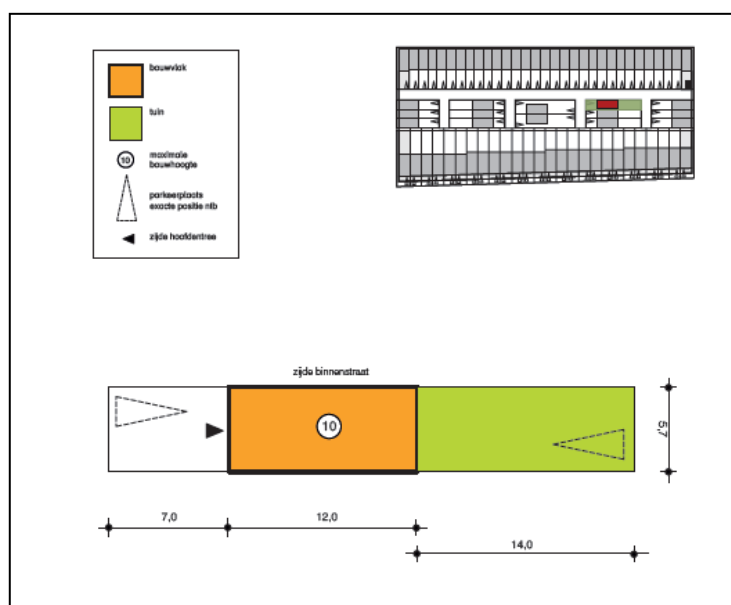 bouwvlak
tuin
10
maximale
bouwhoogte
parkeerplaats
exacte positie ntb
zijde hoofdentree
zijde binnenstraat
10
5,7
7,0
12,0
14,0